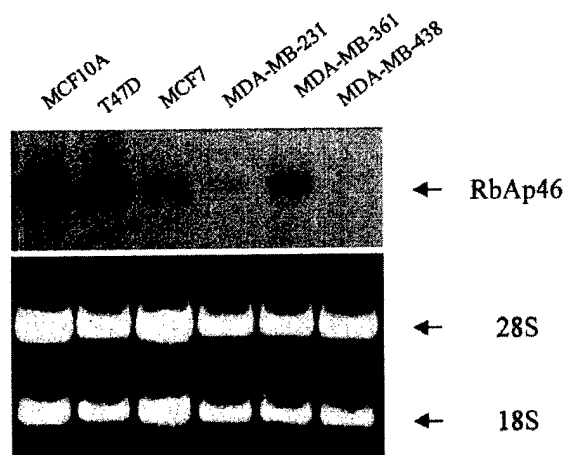 MCF10A
T47D
MCF7
MDA-MB-231
MDA-MB-361
MDA-MB-438
RbAp46
28S
18S